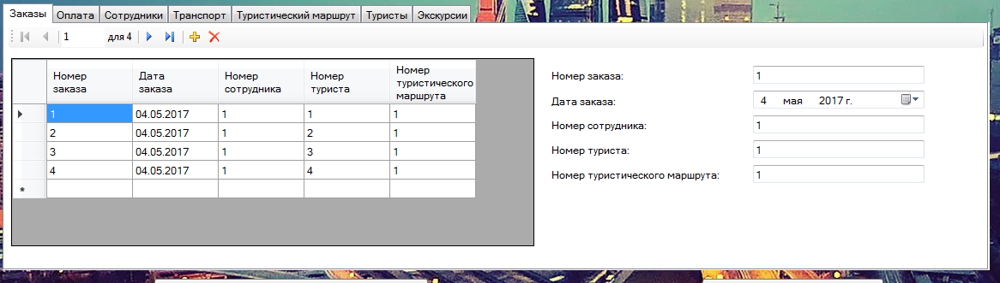 Заказы Оплата Сотрудники Транспорт Туристический маршрут Туристы Экскурсии
1 для 4
Номер заказа Дата заказа Номер сотрудника Номер туриста Номер туристического маршрута
1 04.05.2017 1 1 1
2 04.05.2017 1 2 1
3 04.05.2017 1 3 1
4 04.05.2017 1 4 1
Номер заказа: 1
Дата заказа: 4 мая 2017 г.
Номер сотрудника: 1
Номер туриста: 1
Номер туристического маршрута: 1